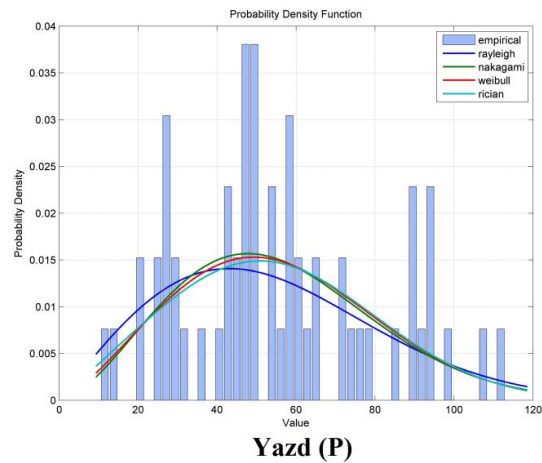 Probability Density Function
empirical
rayleigh
nakagami
weibull
rician
Probability Density
0.04
0.035
0.03
0.025
0.02
0.015
0.01
0.005
0
0 20 40 60 80 100 120
Value
Yazd (P)